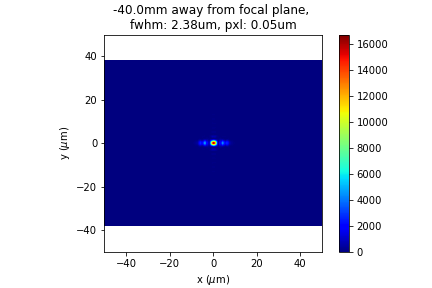 -40.0mm away from focal plane,
fwhm: 2.38um, pxl: 0.05um
y (μm)
40
20
0
−20
−40
−40 −20 0 20 40
x (μm)
16000
14000
12000
10000
8000
6000
4000
2000
0